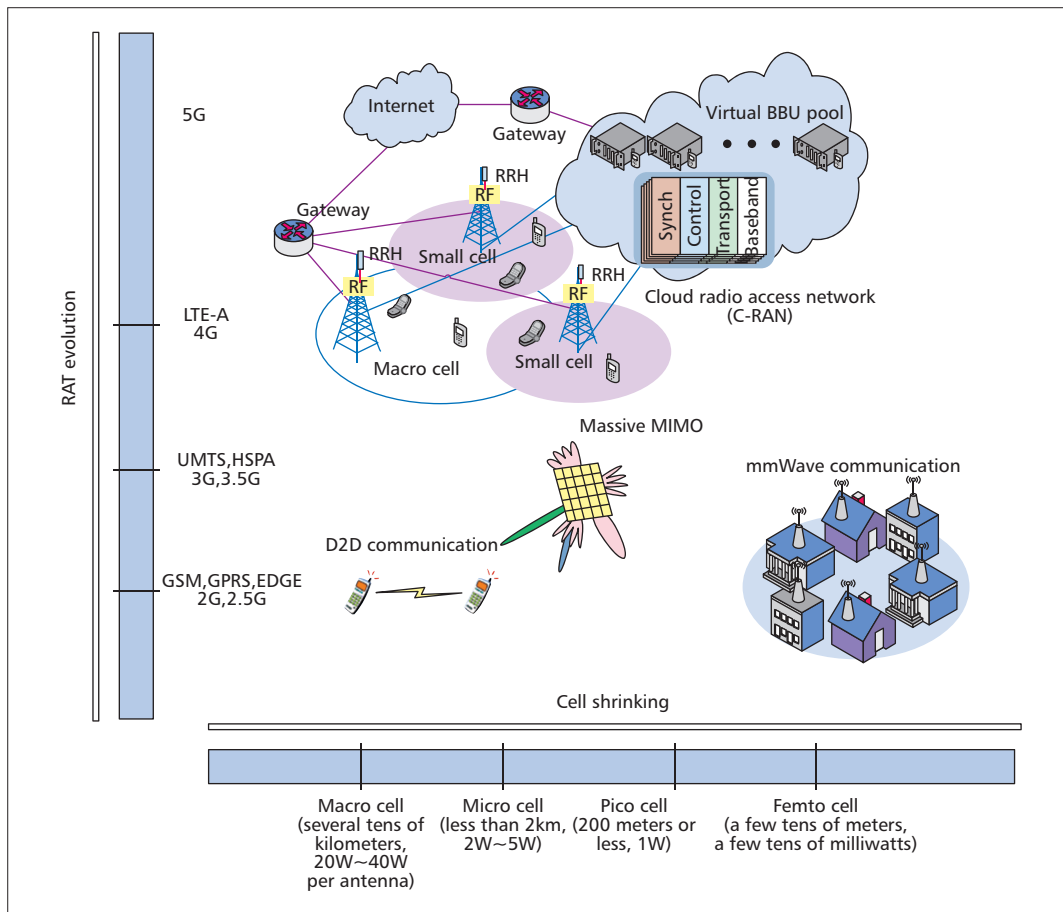 5G
Internet
Gateway
Virtual BBU pool
RRH
RF
Gateway
Small cell
Synch
Control
Transport
Baseband
RRH
RF
RRH
RF
Cloud radio access network
(C-RAN)
LTE-A
4G
Macro cell
Small cell
RAT evolution
Massive MIMO
UMTS,HSPA
3G,3.5G
mmWave communication
D2D communication
GSM,GPRS,EDGE
2G,2.5G
Cell shrinking
Macro cell
(several tens of
kilometers,
20W~40W
per antenna)
Micro cell
(less than 2km,
2W~5W)
Pico cell
(200 meters or
less, 1W)
Femto cell
(a few tens of meters,
a few tens of milliwatts)